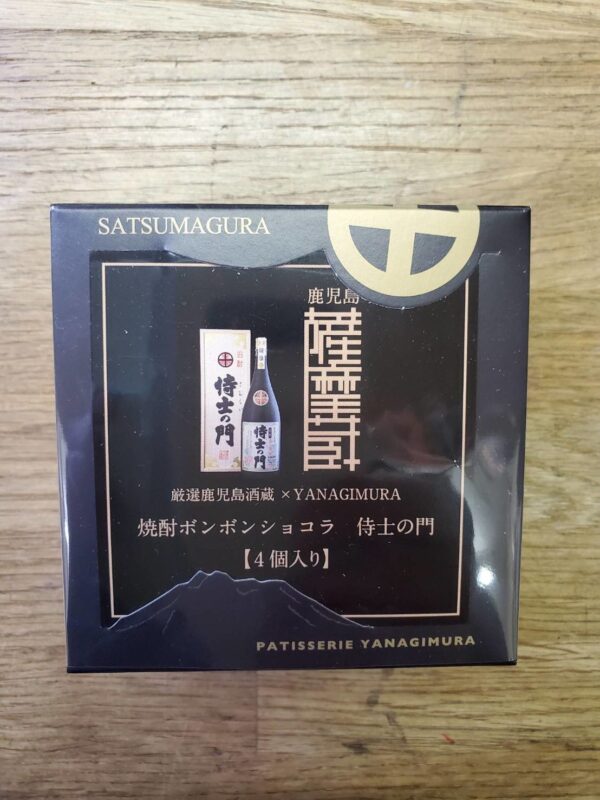 SATSUMAGURA
鹿児島
薩摩蔵
侍士の門
侍士の門
厳選鹿児島酒蔵×YANAGIMURA
焼酎ボンボンショコラ 侍士の門
【4個入り】
PATISSERIE YANAGIMURA